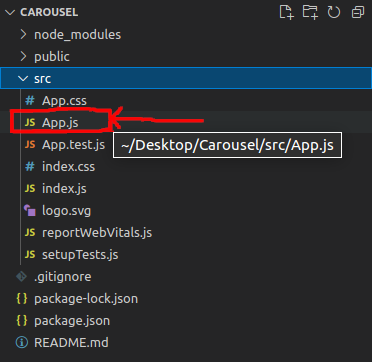 CAROUSEL
node_modules
public
src
# App.css
JS App.js
JS App.test.js
~/Desktop/Carousel/src/App.js
# index.css
JS index.js
logo.svg
JS reportWebVitals.js
JS setupTests.js
.gitignore
{} package-lock.json
{} package.json
README.md